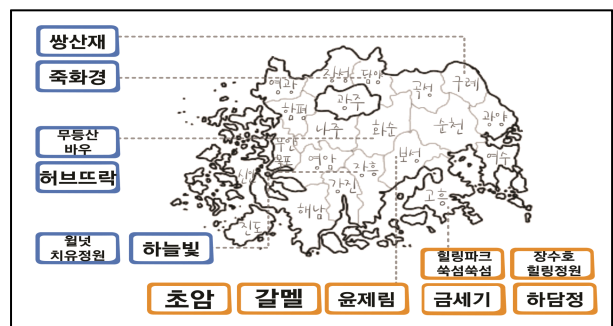 쌍산재
죽화경
무등산
바우
허브뜨락
윌넛
치유정원
하늘빛
초암
갈멜
윤제림
힐링파크
쑥섬쑥섬
장수호
힐링정원
금세기
하담정
영광
장성
담양
곡성
구례
함평
광주
나주
화순
순천
광양
무안
목포
영암
장흥
보성
여수
신안
강진
고흥
해남
진도